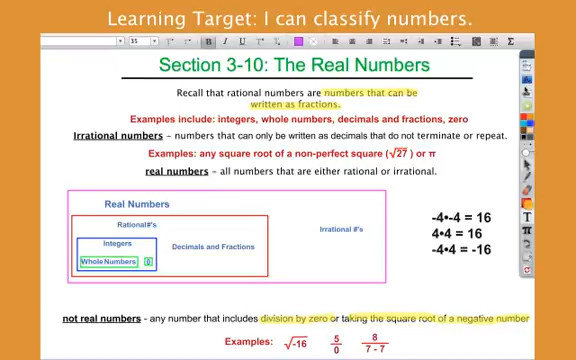 Learning Target: I can classify numbers.
15
B I U T
Section 3-10: The Real Numbers
Recall that rational numbers are numbers that can be
written as fractions.
Examples include: integers, whole numbers, decimals and fractions, zero
Irrational numbers – numbers that can only be written as decimals that do not terminate or repeat.
Examples: any square root of a non-perfect square (√27) or π
real numbers – all numbers that are either rational or irrational.
Real Numbers
Rational#'s
Irrational #'s
Integers
Decimals and Fractions
Whole Numbers 0
-4•-4 = 16
4•4 = 16
-4•4 = -16
not real numbers - any number that includes division by zero or taking the square root of a negative number
Examples: √-16 5/0 8/7 - 7